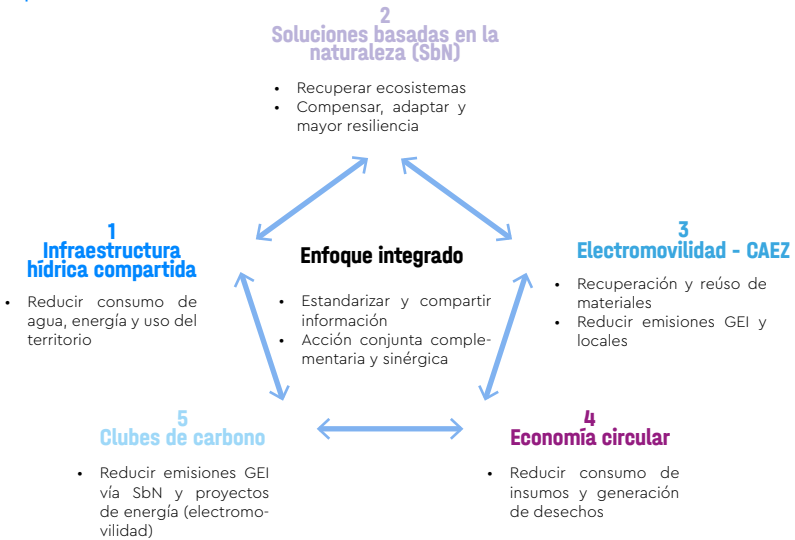 2
Soluciones basadas en la
naturaleza (SbN)
• Recuperar ecosistemas
• Compensar, adaptar y
mayor resiliencia
1
Infraestructura
hídrica compartida
• Reducir consumo de
agua, energía y uso del
territorio
Enfoque integrado
• Estandarizar y compartir
información
• Acción conjunta comple-
mentaria y sinérgica
3
Electromovilidad - CAEZ
• Recuperación y reúso de
materiales
• Reducir emisiones GEI y
locales
5
Clubes de carbono
• Reducir emisiones GEI
vía SbN y proyectos
de energía (electromo-
vilidad)
4
Economía circular
• Reducir consumo de
insumos y generación
de desechos